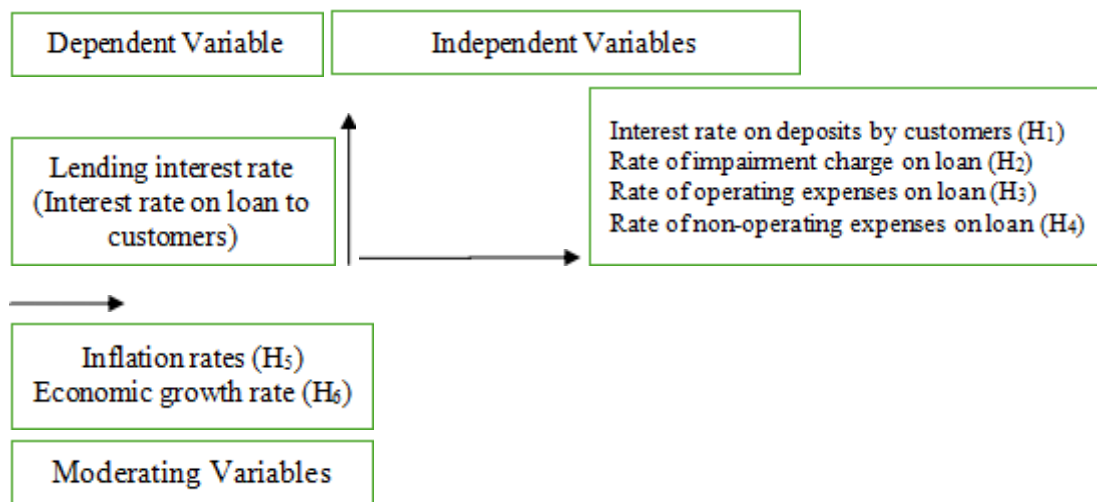 Dependent Variable
Independent Variables
Lending interest rate
(Interest rate on loan to
customers)
Interest rate on deposits by customers (H₁)
Rate of impairment charge on loan (H₂)
Rate of operating expenses on loan (H₃)
Rate of non-operating expenses on loan (H₄)
Inflation rates (H₅)
Economic growth rate (H₆)
Moderating Variables